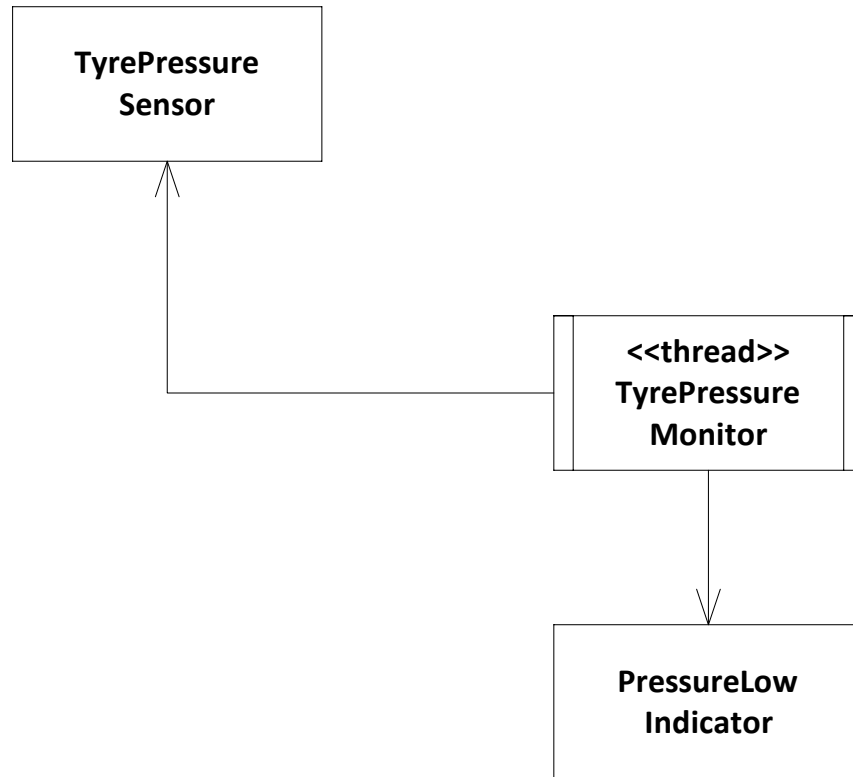 TyrePressure
Sensor
<<thread>>
TyrePressure
Monitor
PressureLow
Indicator